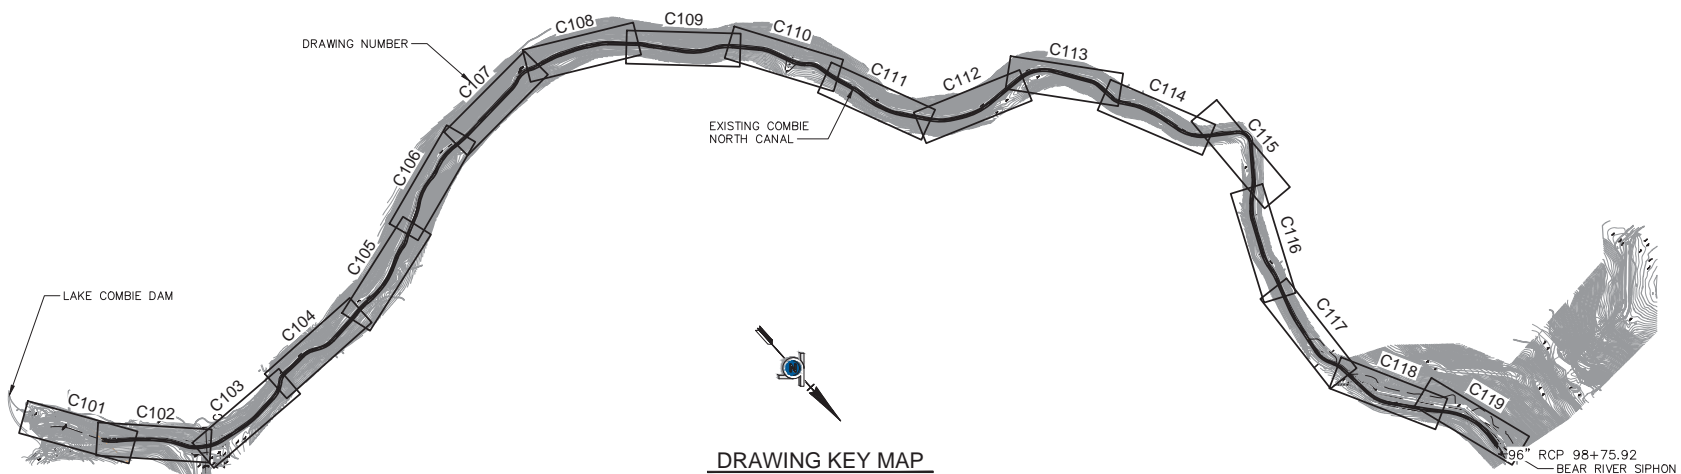 C108
C109
C110
C113
DRAWING NUMBER
C107
C111
C112
C114
EXISTING COMBIE
NORTH CANAL
C115
C106
C105
C116
LAKE COMBIE DAM
C104
C117
C103
C101
C102
C118
C119
96" RCP 98+75.92
BEAR RIVER SIPHON
DRAWING KEY MAP